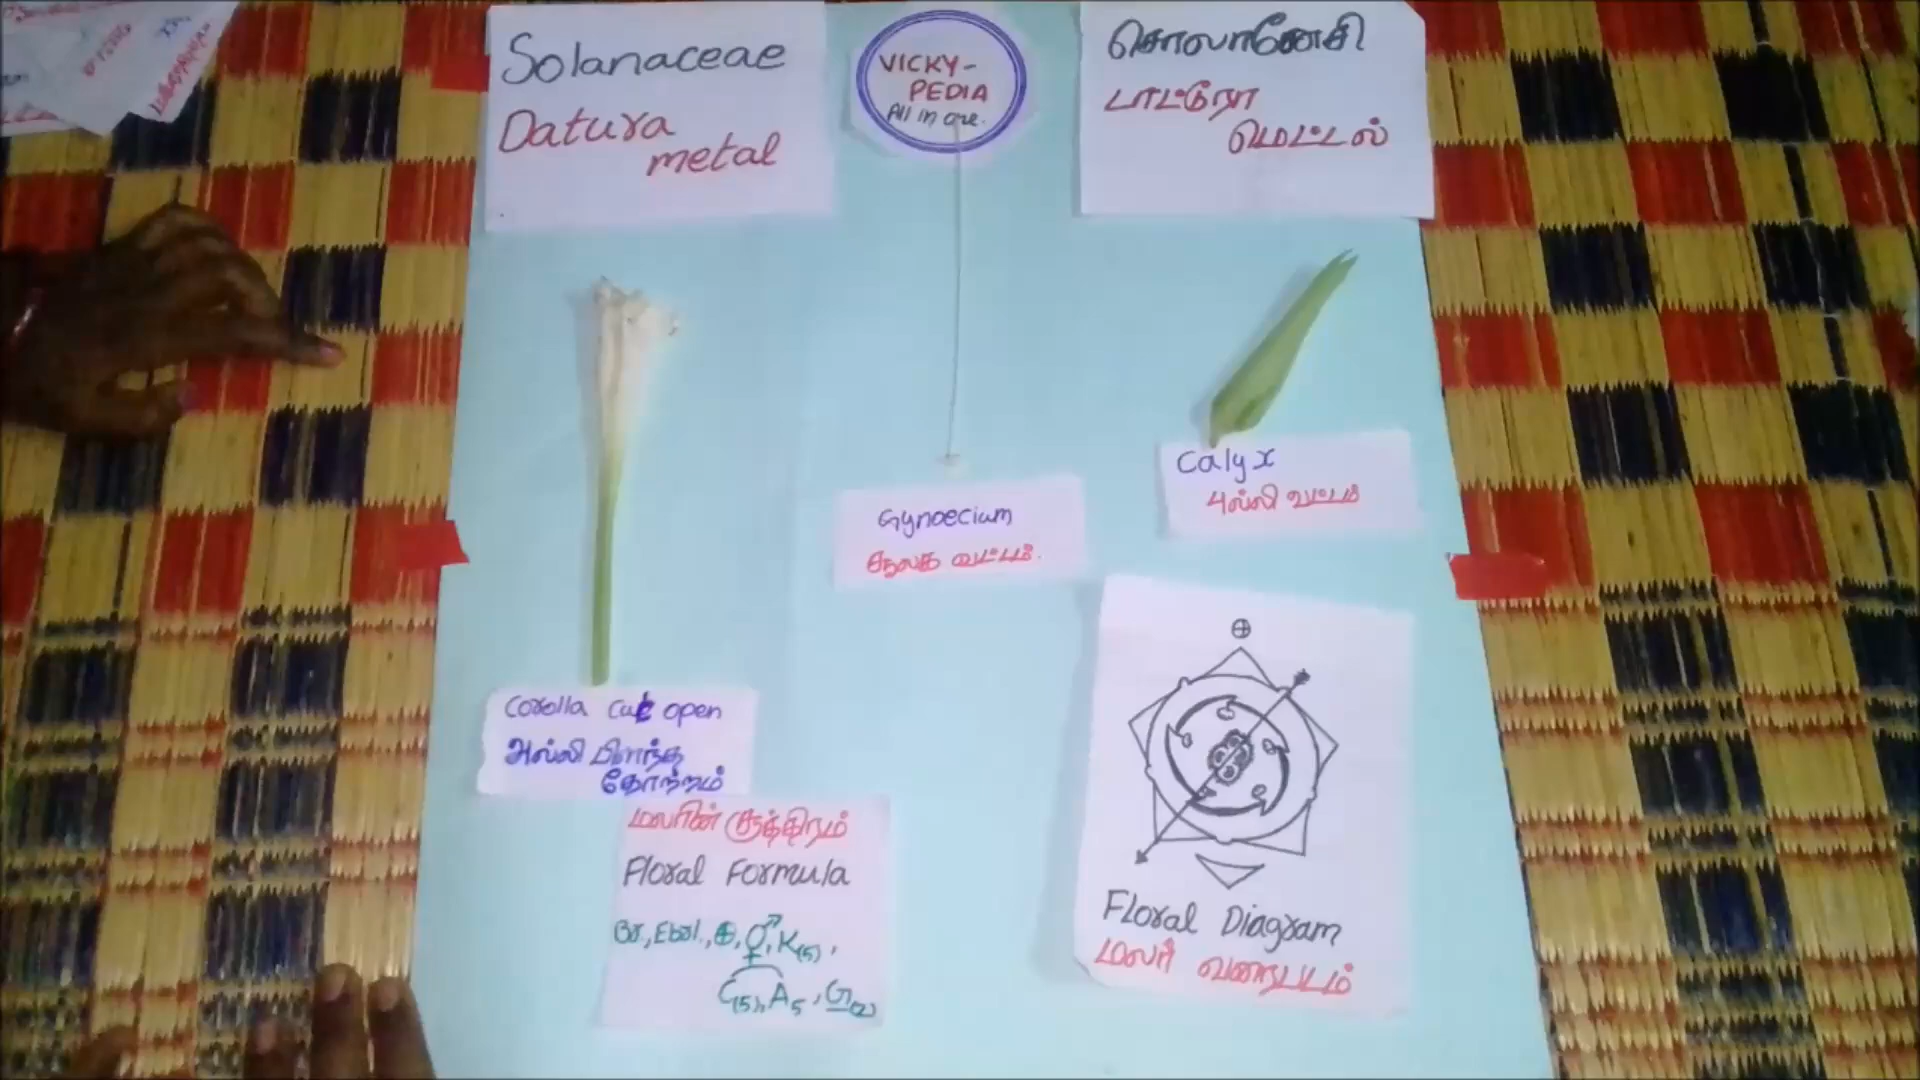 Solanaceae
Datura
metal
VICKY-
PEDIA
All in one.
சொலானேசி
டாட்டூரா
மெட்டல்
Calyx
புல்லி வட்டம்
Gynoecium
சூலக வட்டம்.
Corolla cut open
அல்லி பிளந்த
தோற்றம்
மலரின் சூத்திரம்
Floral Formula
Br, Ebrl., ⊕, ⚥, K(5),
C(5), A5, G(2)
⊕
Floral Diagram
மலர் வரைபடம்